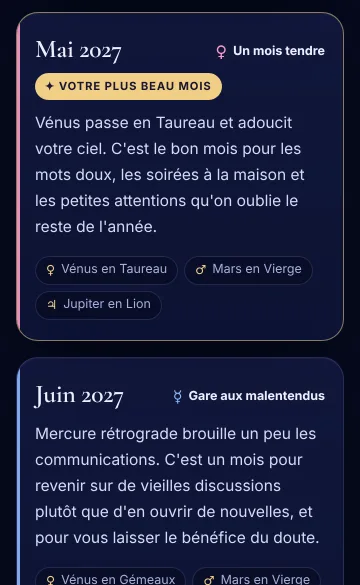 Mai 2027
♀ Un mois tendre
✦ VOTRE PLUS BEAU MOIS
Vénus passe en Taureau et adoucit
votre ciel. C'est le bon mois pour les
mots doux, les soirées à la maison et
les petites attentions qu'on oublie le
reste de l'année.
♀ Vénus en Taureau
♂ Mars en Vierge
♃ Jupiter en Lion
Juin 2027
☿ Gare aux malentendus
Mercure rétrograde brouille un peu les
communications. C'est un mois pour
revenir sur de vieilles discussions
plutôt que d'en ouvrir de nouvelles, et
pour vous laisser le bénéfice du doute.
♀ Vénus en Gémeaux
♂ Mars en Vierge